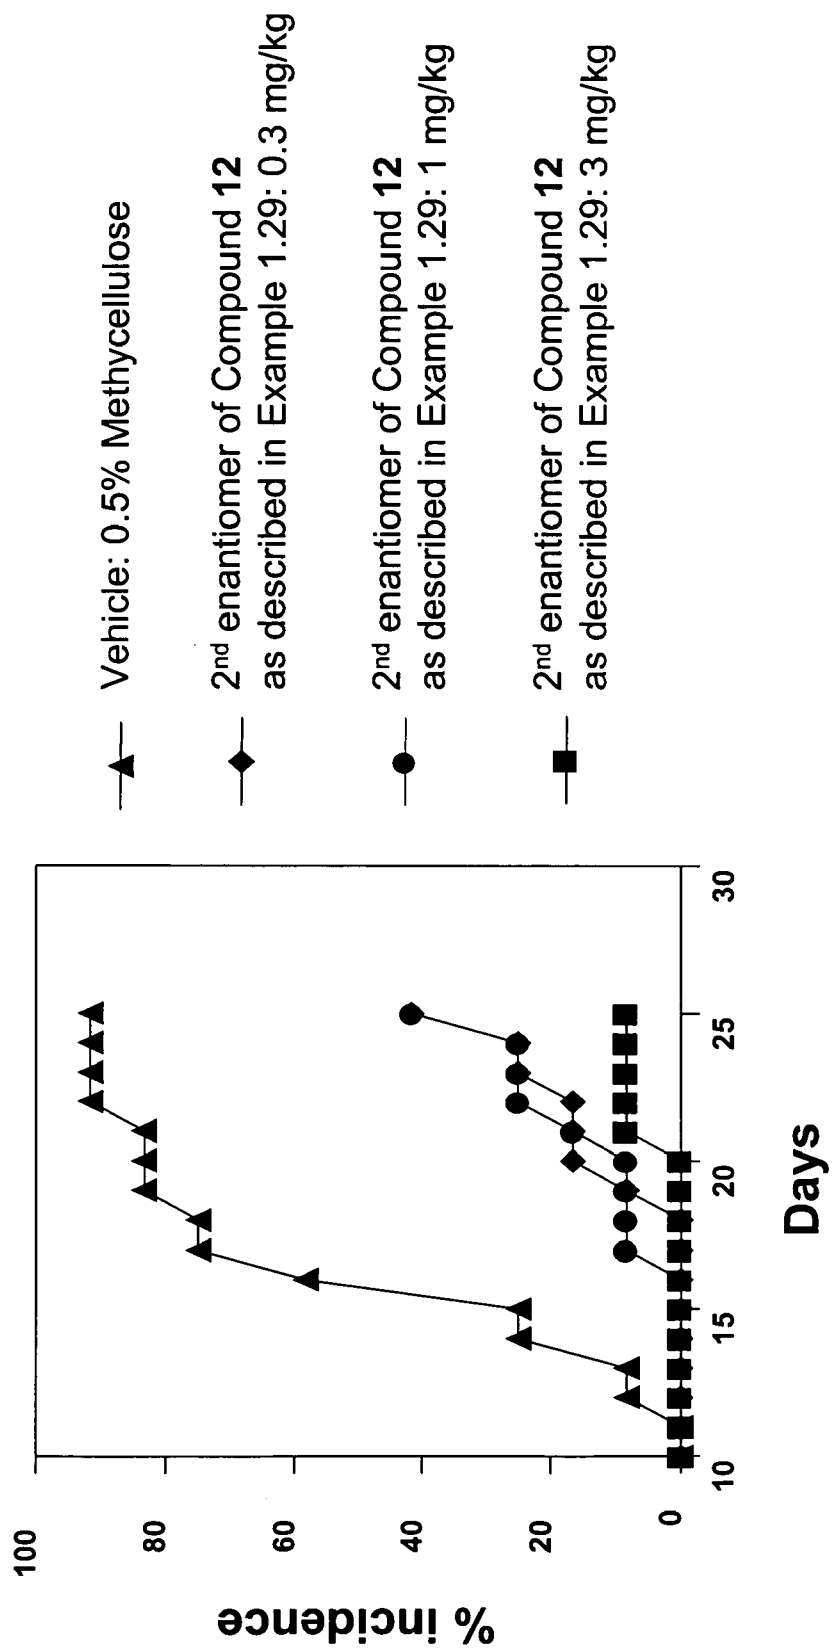 % incidence
100
80
60
40
20
0
10
15
20
25
30
Days
Vehicle: 0.5% Methycellulose
2nd enantiomer of Compound 12
as described in Example 1.29: 0.3 mg/kg
2nd enantiomer of Compound 12
as described in Example 1.29: 1 mg/kg
2nd enantiomer of Compound 12
as described in Example 1.29: 3 mg/kg